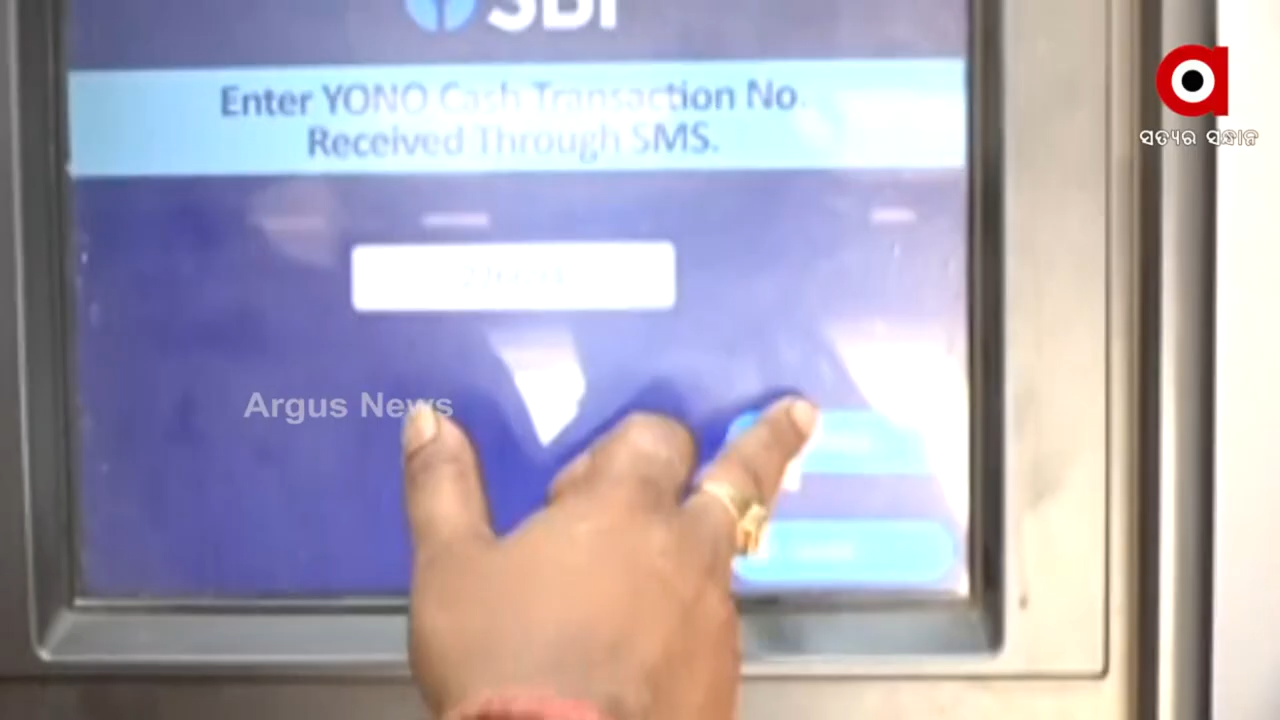 SBI
Enter YONO Cash Transaction No.
Received Through SMS.
Argus News
ସତ୍ୟର ସନ୍ଧାନ